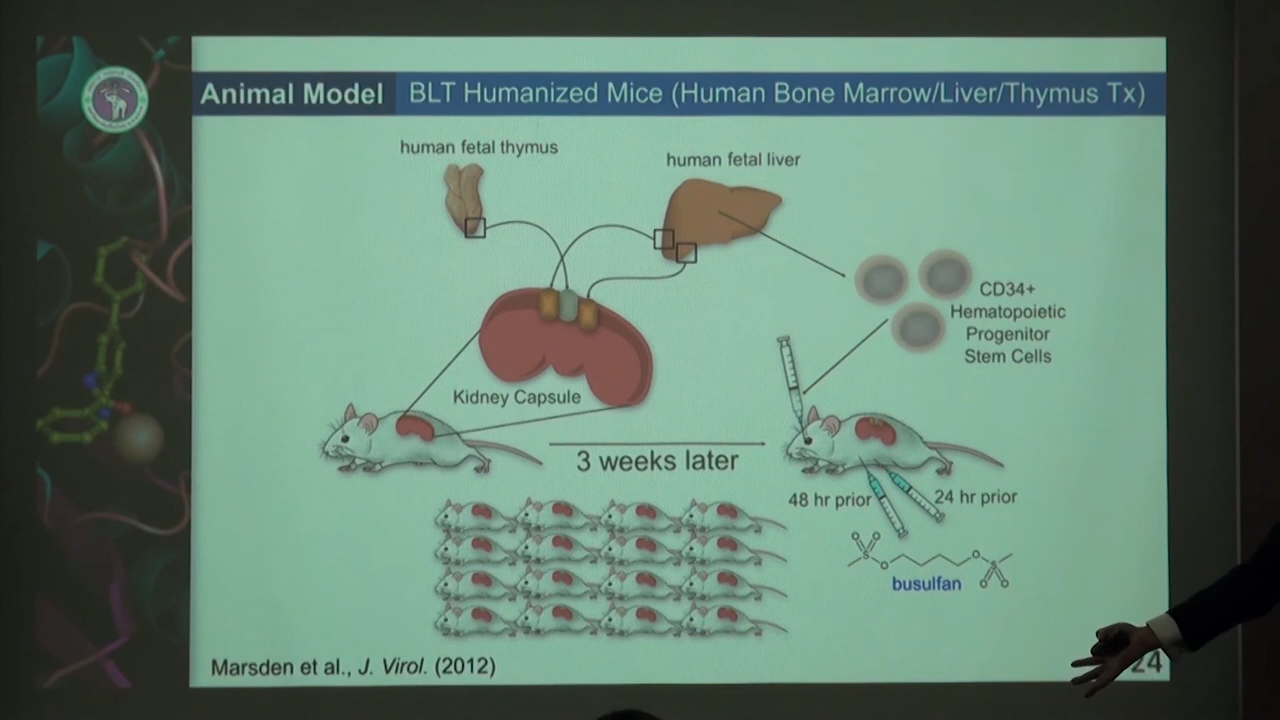 Animal Model
BLT Humanized Mice (Human Bone Marrow/Liver/Thymus Tx)
human fetal thymus
human fetal liver
CD34+
Hematopoietic
Progenitor
Stem Cells
Kidney Capsule
3 weeks later
48 hr prior
24 hr prior
O
O
S
O
O
S
O
O
busulfan
Marsden et al., J. Virol. (2012)
24